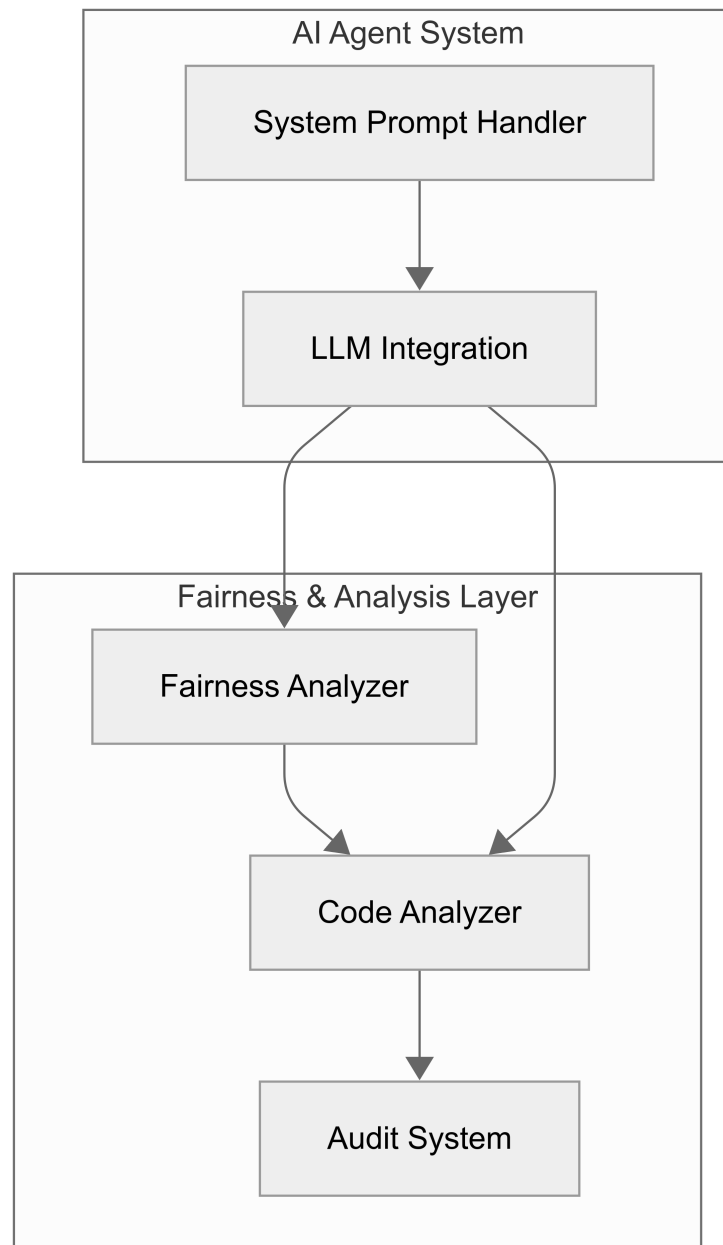 AI Agent System
System Prompt Handler
LLM Integration
Fairness & Analysis Layer
Fairness Analyzer
Code Analyzer
Audit System